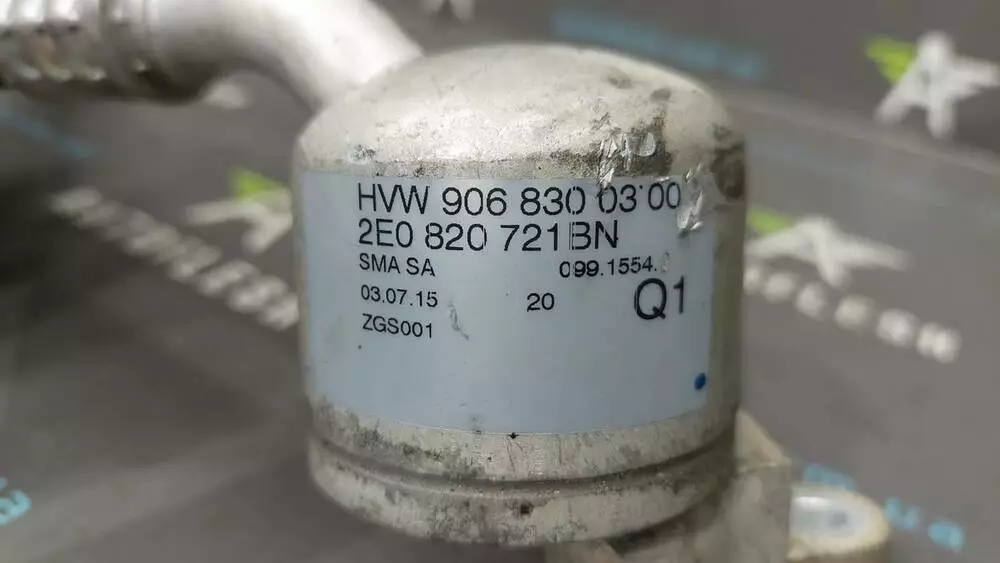 HVW 906 830 03 00
2E0 820 721 BN
SMA SA 099.1554.
03.07.15 20 Q1
ZGS001